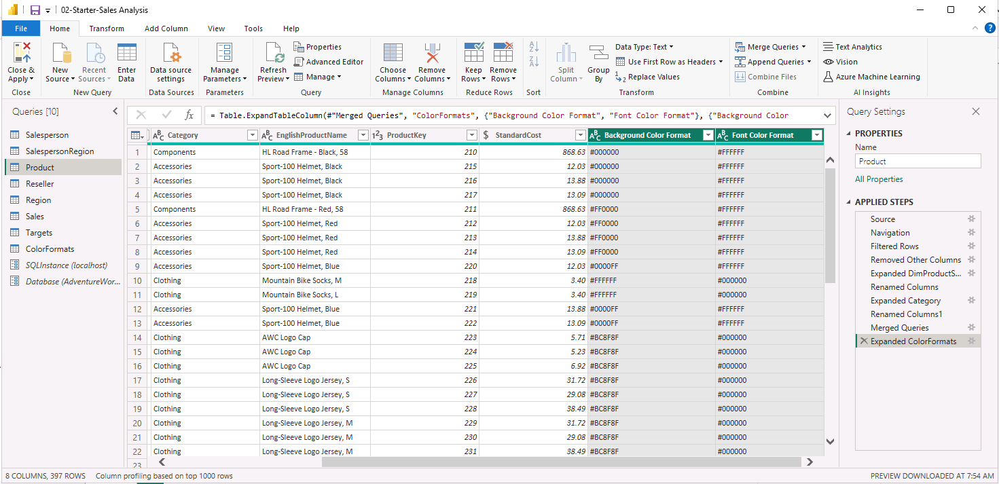 02-Starter-Sales Analysis
File Home Transform Add Column View Tools Help
Close & Apply
Close
New Source
Recent Sources
Enter Data
New Query
Data source settings
Data Sources
Manage Parameters
Parameters
Refresh Preview
Properties
Advanced Editor
Manage
Query
Choose Columns
Remove Columns
Manage Columns
Keep Rows
Remove Rows
Reduce Rows
Sort
Split Column
Group By
Data Type: Text
Use First Row as Headers
Replace Values
Transform
Merge Queries
Append Queries
Combine Files
Combine
Text Analytics
Vision
Azure Machine Learning
AI Insights
Queries [10]
Salesperson
SalespersonRegion
Product
Reseller
Region
Sales
Targets
ColorFormats
SQLInstance (localhost)
Database (AdventureWor...
fx = Table.ExpandTableColumn(#"Merged Queries", "ColorFormats", {"Background Color Format", "Font Color Format"}, {"Background Color
ABC Category ABC EnglishProductName 123 ProductKey $ StandardCost ABC Background Color Format ABC Font Color Format
1 Components HL Road Frame - Black, 58 210 868.63 #000000 #FFFFFF
2 Accessories Sport-100 Helmet, Black 215 12.03 #000000 #FFFFFF
3 Accessories Sport-100 Helmet, Black 216 13.88 #000000 #FFFFFF
4 Accessories Sport-100 Helmet, Black 217 13.09 #000000 #FFFFFF
5 Components HL Road Frame - Red, 58 211 868.63 #FF0000 #FFFFFF
6 Accessories Sport-100 Helmet, Red 212 12.03 #FF0000 #FFFFFF
7 Accessories Sport-100 Helmet, Red 213 13.88 #FF0000 #FFFFFF
8 Accessories Sport-100 Helmet, Red 214 13.09 #FF0000 #FFFFFF
9 Accessories Sport-100 Helmet, Blue 220 12.03 #0000FF #FFFFFF
10 Clothing Mountain Bike Socks, M 218 3.40 #FFFFFF #000000
11 Clothing Mountain Bike Socks, L 219 3.40 #FFFFFF #000000
12 Accessories Sport-100 Helmet, Blue 221 13.88 #0000FF #FFFFFF
13 Accessories Sport-100 Helmet, Blue 222 13.09 #0000FF #FFFFFF
14 Clothing AWC Logo Cap 223 5.71 #BC8F8F #000000
15 Clothing AWC Logo Cap 224 5.23 #BC8F8F #000000
16 Clothing AWC Logo Cap 225 6.92 #BC8F8F #000000
17 Clothing Long-Sleeve Logo Jersey, S 226 31.72 #BC8F8F #000000
18 Clothing Long-Sleeve Logo Jersey, S 227 29.08 #BC8F8F #000000
19 Clothing Long-Sleeve Logo Jersey, S 228 38.49 #BC8F8F #000000
20 Clothing Long-Sleeve Logo Jersey, M 229 31.72 #BC8F8F #000000
21 Clothing Long-Sleeve Logo Jersey, M 230 29.08 #BC8F8F #000000
22 Clothing Long-Sleeve Logo Jersey, M 231 38.49 #BC8F8F #000000
23
Query Settings
PROPERTIES
Name
Product
All Properties
APPLIED STEPS
Source
Navigation
Filtered Rows
Removed Other Columns
Expanded DimProductS...
Renamed Columns
Expanded Category
Renamed Columns1
Merged Queries
Expanded ColorFormats
8 COLUMNS, 397 ROWS Column profiling based on top 1000 rows
PREVIEW DOWNLOADED AT 7:54 AM